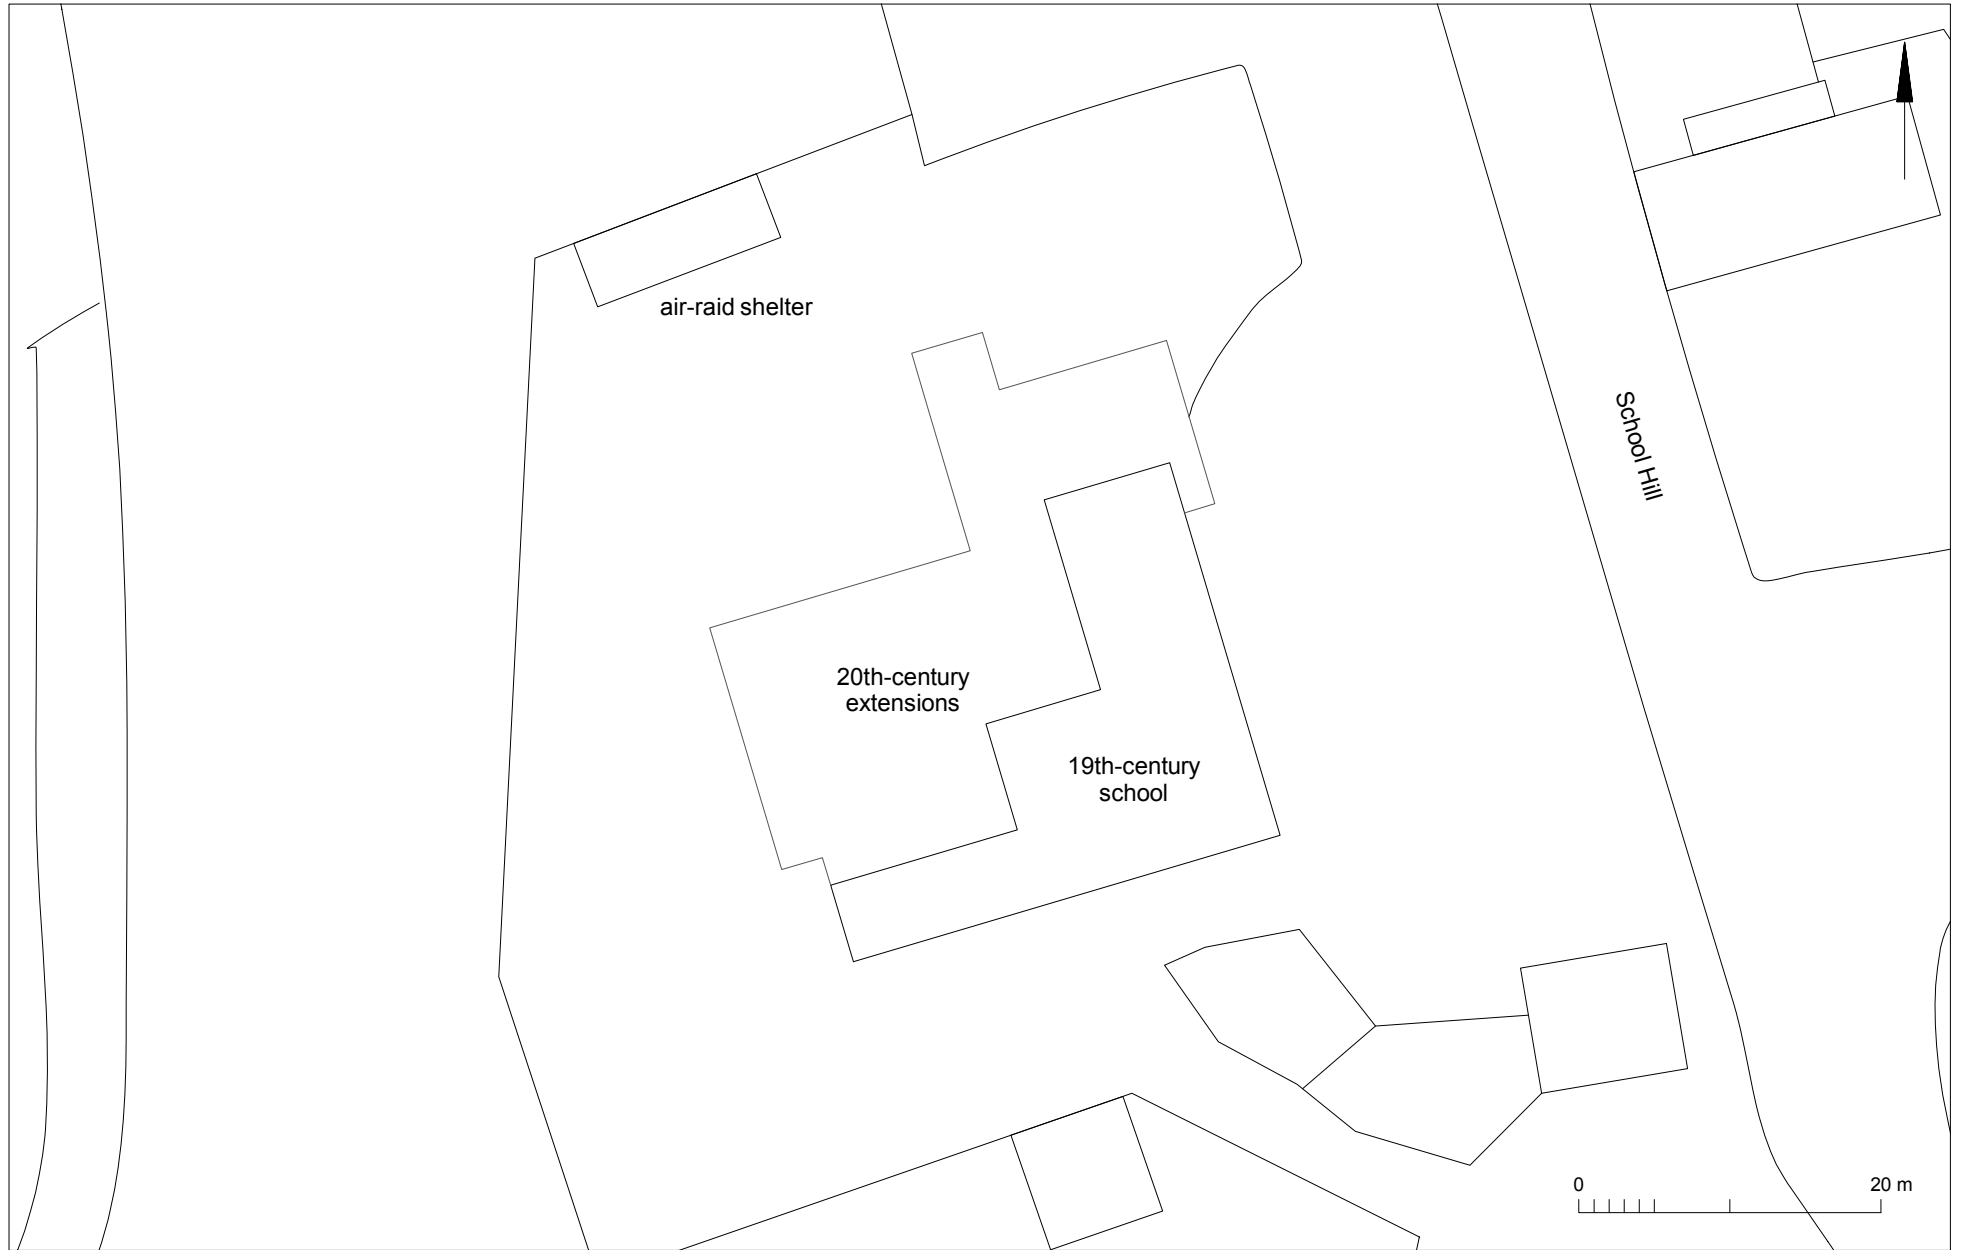 air-raid shelter
School Hill
20th-century
extensions
19th-century
school
0 20 m